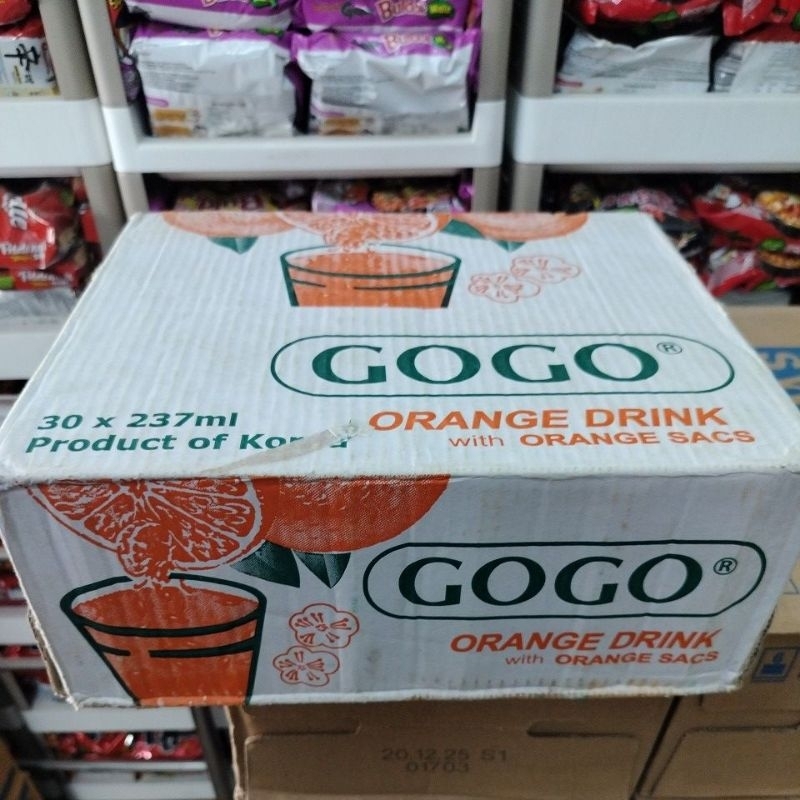 GOGO®
30 x 237ml
ORANGE DRINK
Product of Korea
with ORANGE SACS
GOGO®
ORANGE DRINK
with ORANGE SACS
20.12.25 S1
01/03